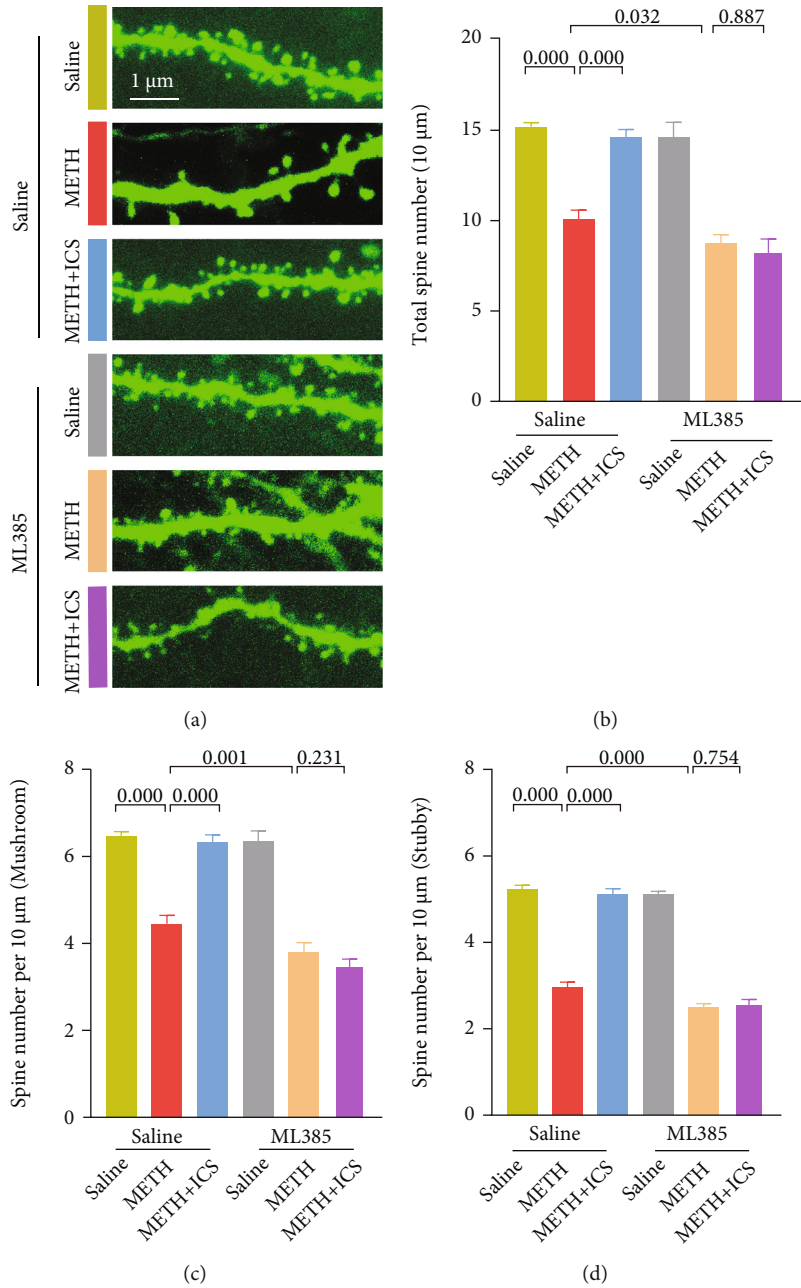 Saline
Saline
METH
METH+ICS
ML385
Saline
METH
METH+ICS
1 μm
(a)
Total spine number (10 μm)
20
15
10
5
0
0.032
0.887
0.000
0.000
Saline
ML385
Saline
METH
METH+ICS
Saline
METH
METH+ICS
(b)
Spine number per 10 μm (Mushroom)
8
6
4
2
0
0.001
0.231
0.000
0.000
Saline
ML385
Saline
METH
METH+ICS
Saline
METH
METH+ICS
(c)
Spine number per 10 μm (Stubby)
8
6
4
2
0
0.000
0.754
0.000
0.000
Saline
ML385
Saline
METH
METH+ICS
Saline
METH
METH+ICS
(d)